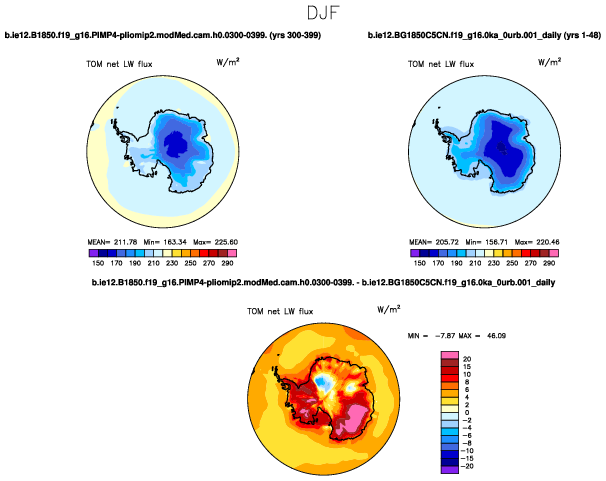 DJF
b.ie12.B1850.f19_g16.PIMP4-pliomip2.modMed.cam.h0.0300-0399. (yrs 300-399)
b.ie12.BG1850C5CN.f19_g16.0ka_0urb.001_daily (yrs 1-48)
TOM net LW flux W/m²
TOM net LW flux W/m²
MEAN= 211.78 Min= 163.34 Max= 225.60
MEAN= 205.72 Min= 156.71 Max= 220.46
150 170 190 210 230 250 270 290
150 170 190 210 230 250 270 290
b.ie12.B1850.f19_g16.PIMP4-pliomip2.modMed.cam.h0.0300-0399. - b.ie12.BG1850C5CN.f19_g16.0ka_0urb.001_daily
TOM net LW flux W/m²
MIN = -7.87 MAX = 46.09
20
15
10
8
6
4
2
0
-2
-4
-6
-8
-10
-15
-20